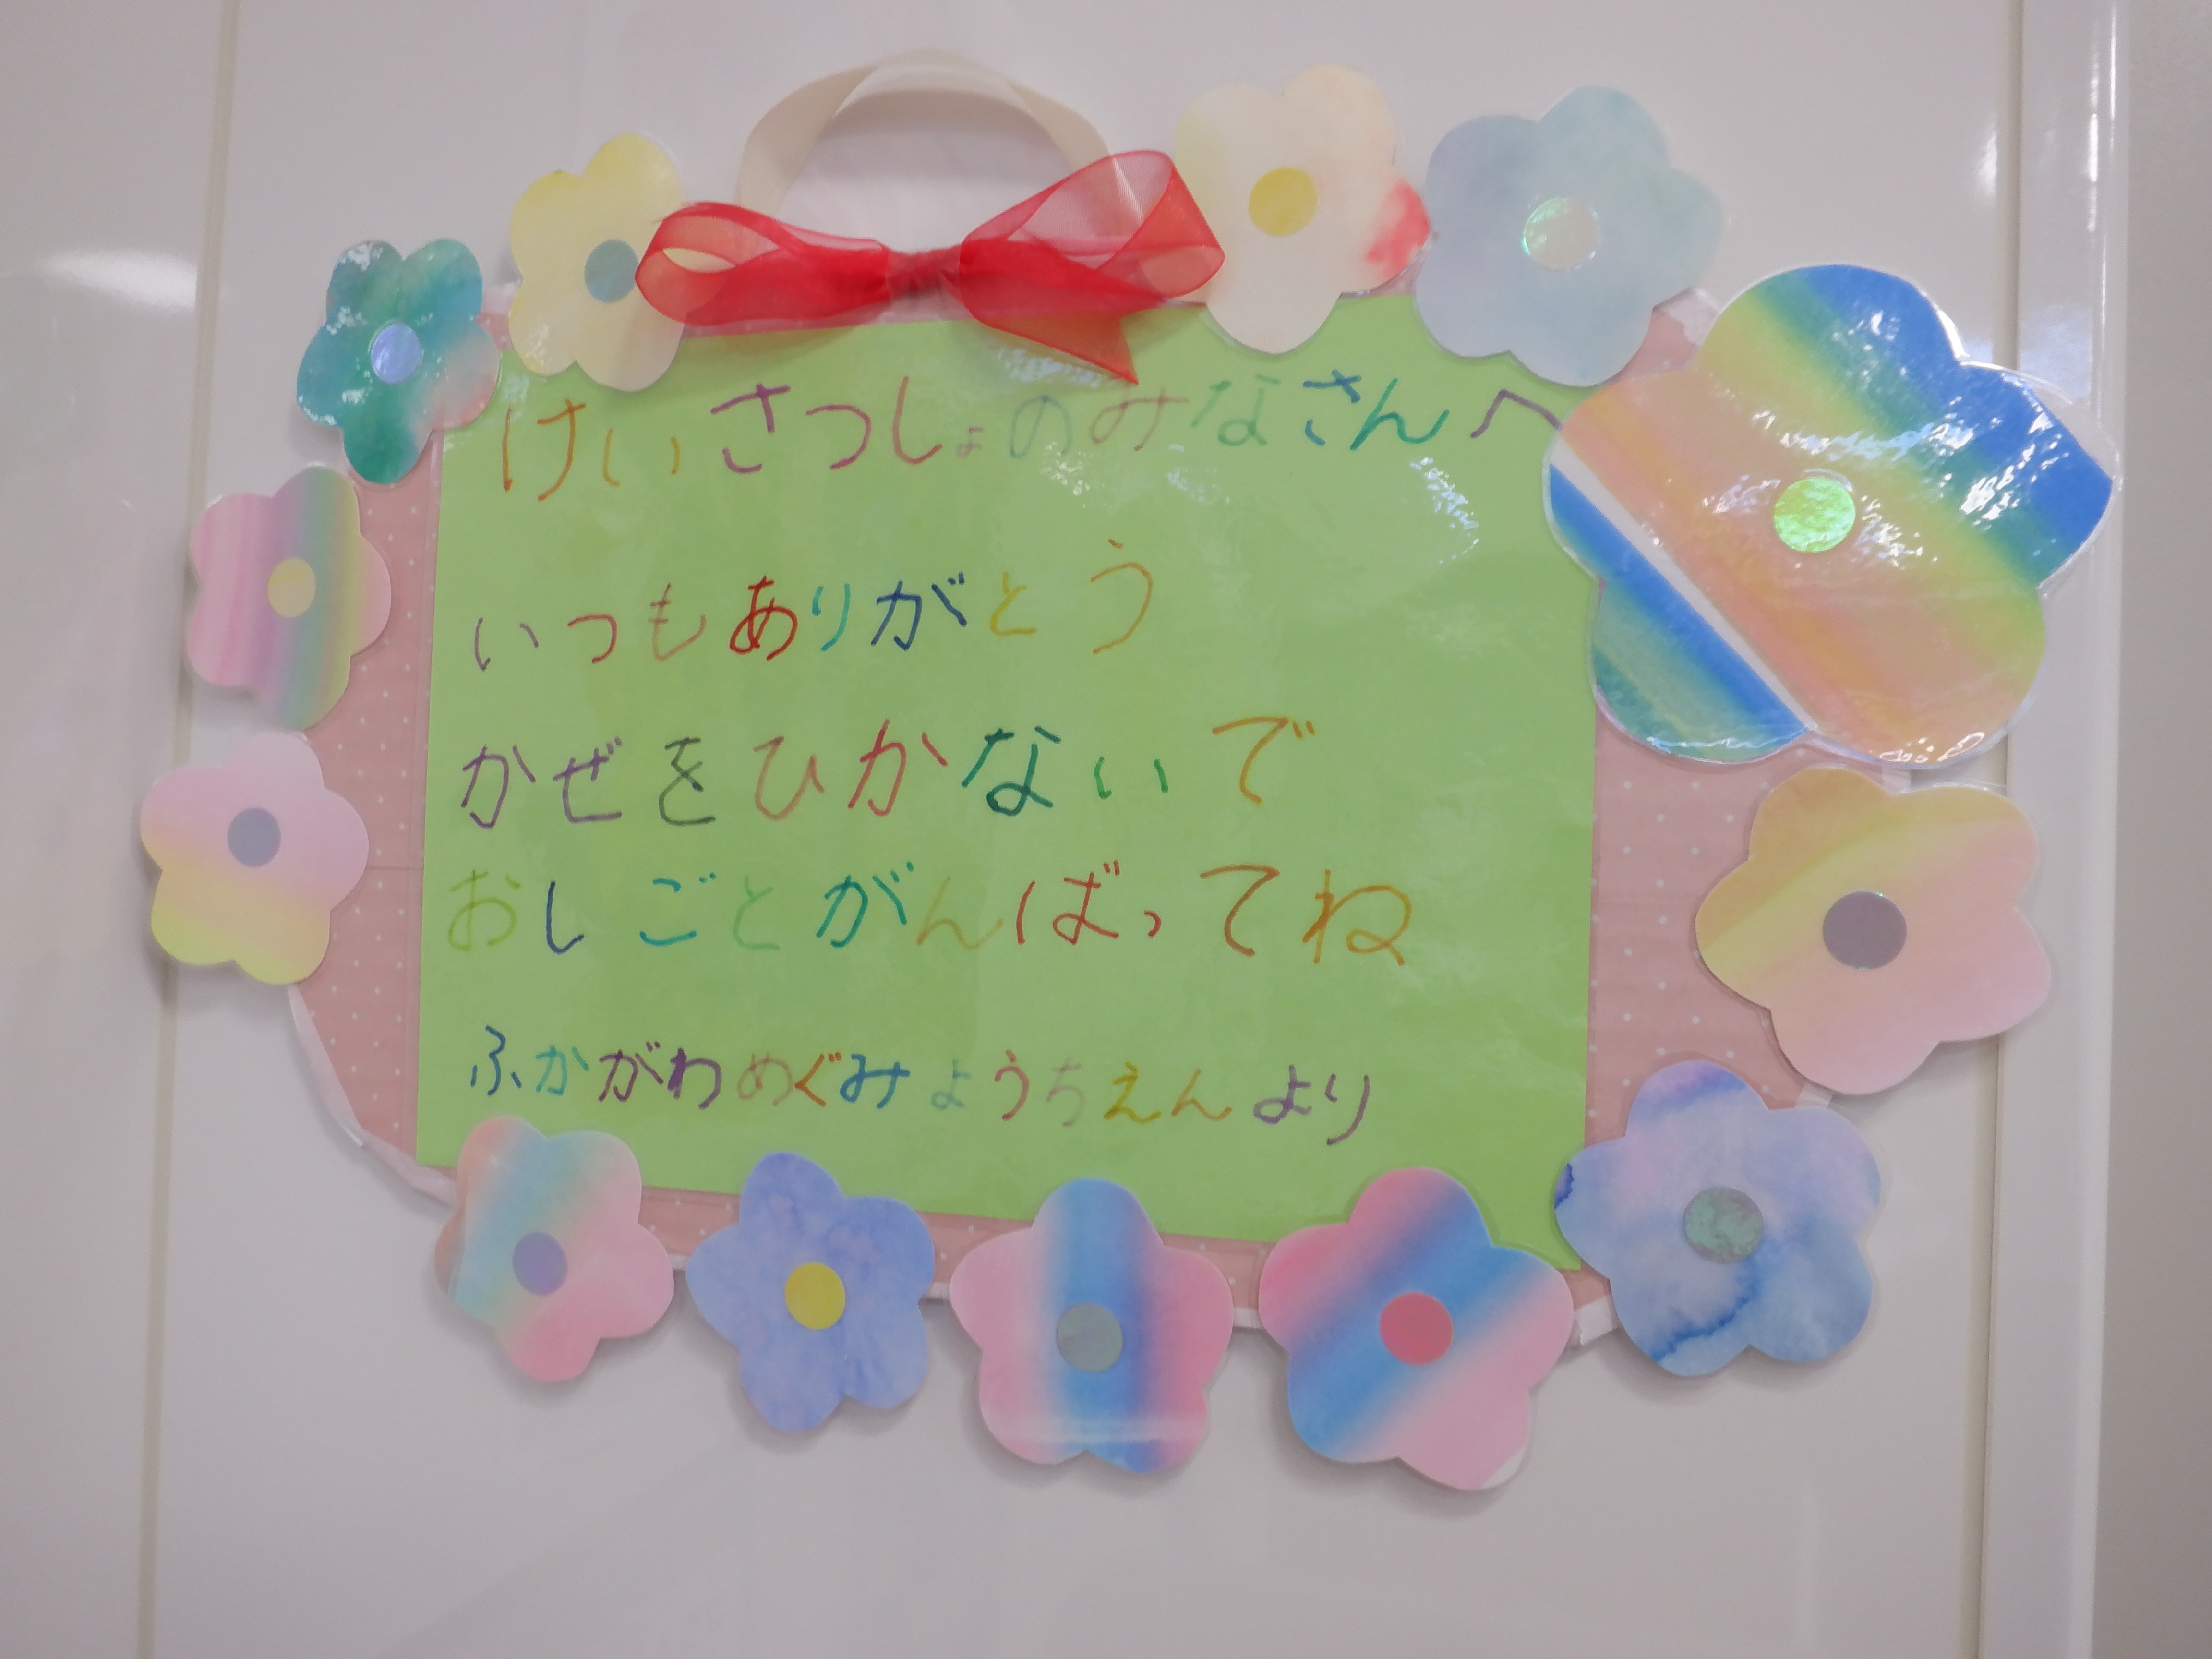 けいさつしょのみなさんへ
いつもありがとう
かぜをひかないで
おしごとがんばってね
ふかがわめぐみようちえんより